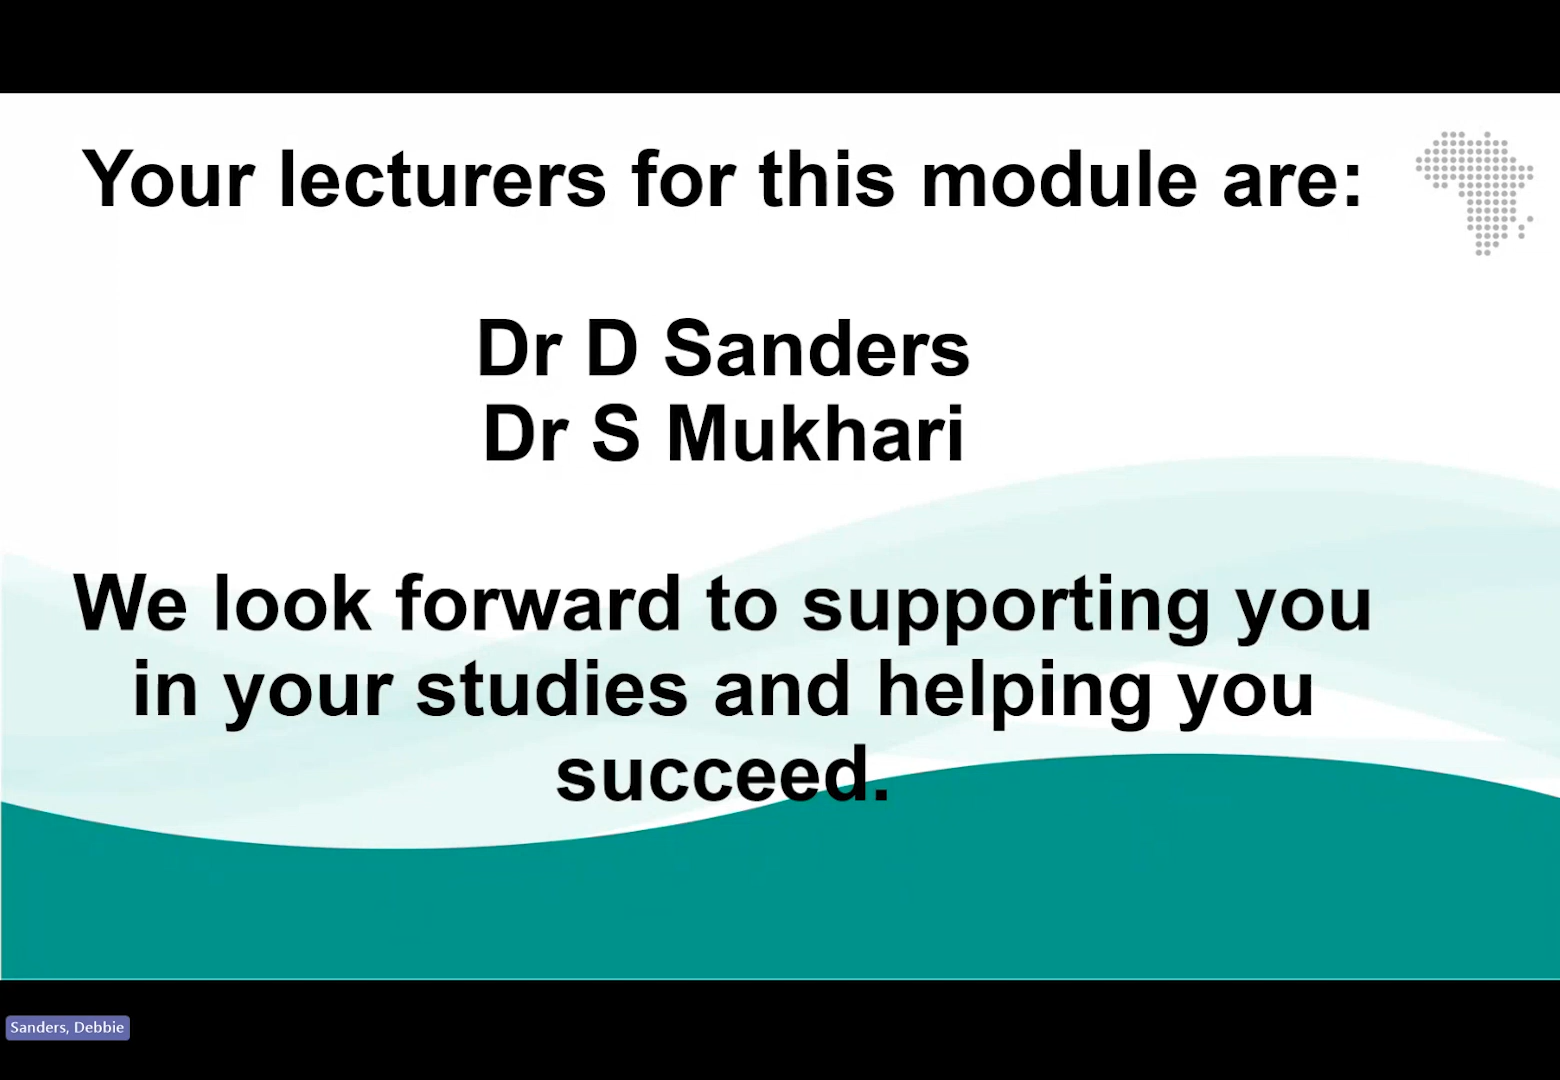 Your lecturers for this module are:
Dr D Sanders
Dr S Mukhari
We look forward to supporting you
in your studies and helping you
succeed.
Sanders, Debbie